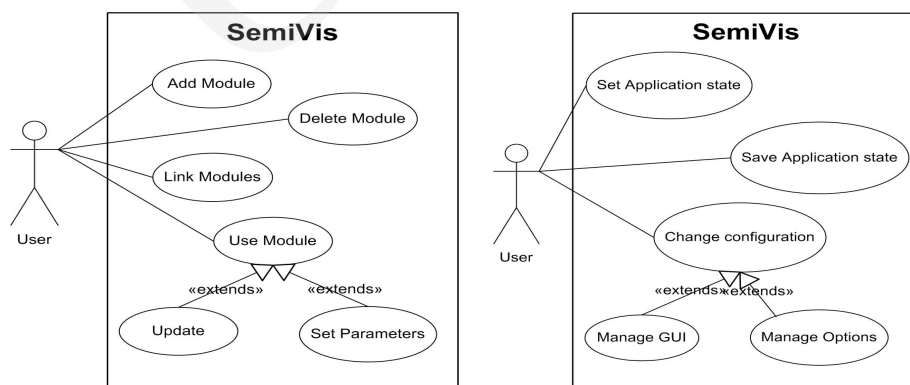 SemiVis
Add Module
Delete Module
Link Modules
User
Use Module
«extends»
«extends»
Update
Set Parameters
SemiVis
Set Application state
Save Application state
User
Change configuration
«extends»
«extends»
Manage GUI
Manage Options